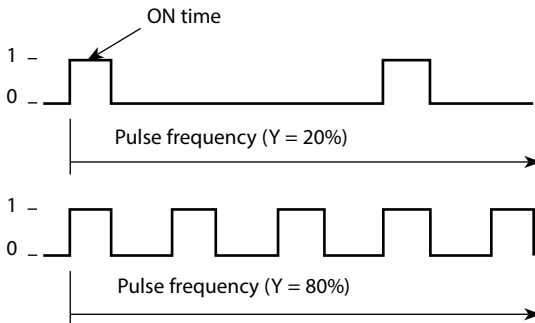 ON time
1 –
0 –
Pulse frequency (Y = 20%)
1 –
0 –
Pulse frequency (Y = 80%)